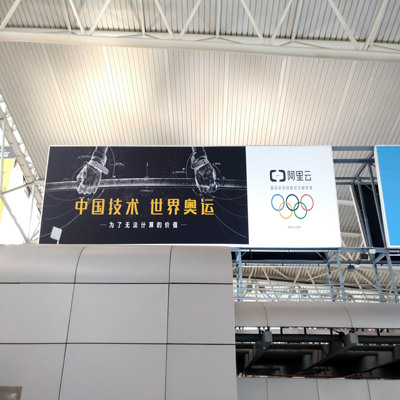 中国技术 世界奥运
为了无法计算的价值
阿里云